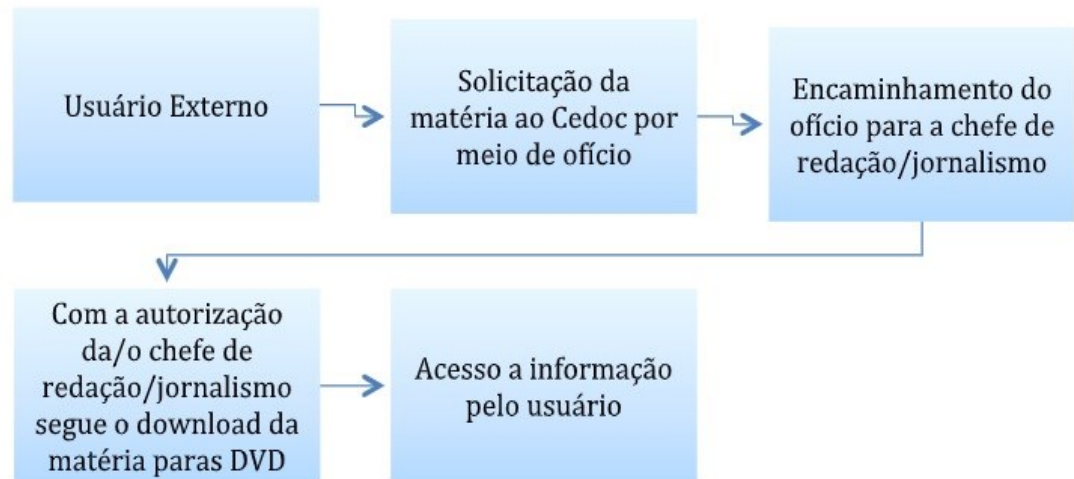 Usuário Externo
Solicitação da
matéria ao Cedoc por
meio de ofício
Encaminhamento do
ofício para a chefe de
redação/jornalismo
Com a autorização
da/o chefe de
redação/jornalismo
segue o download da
matéria paras DVD
Acesso a informação
pelo usuário